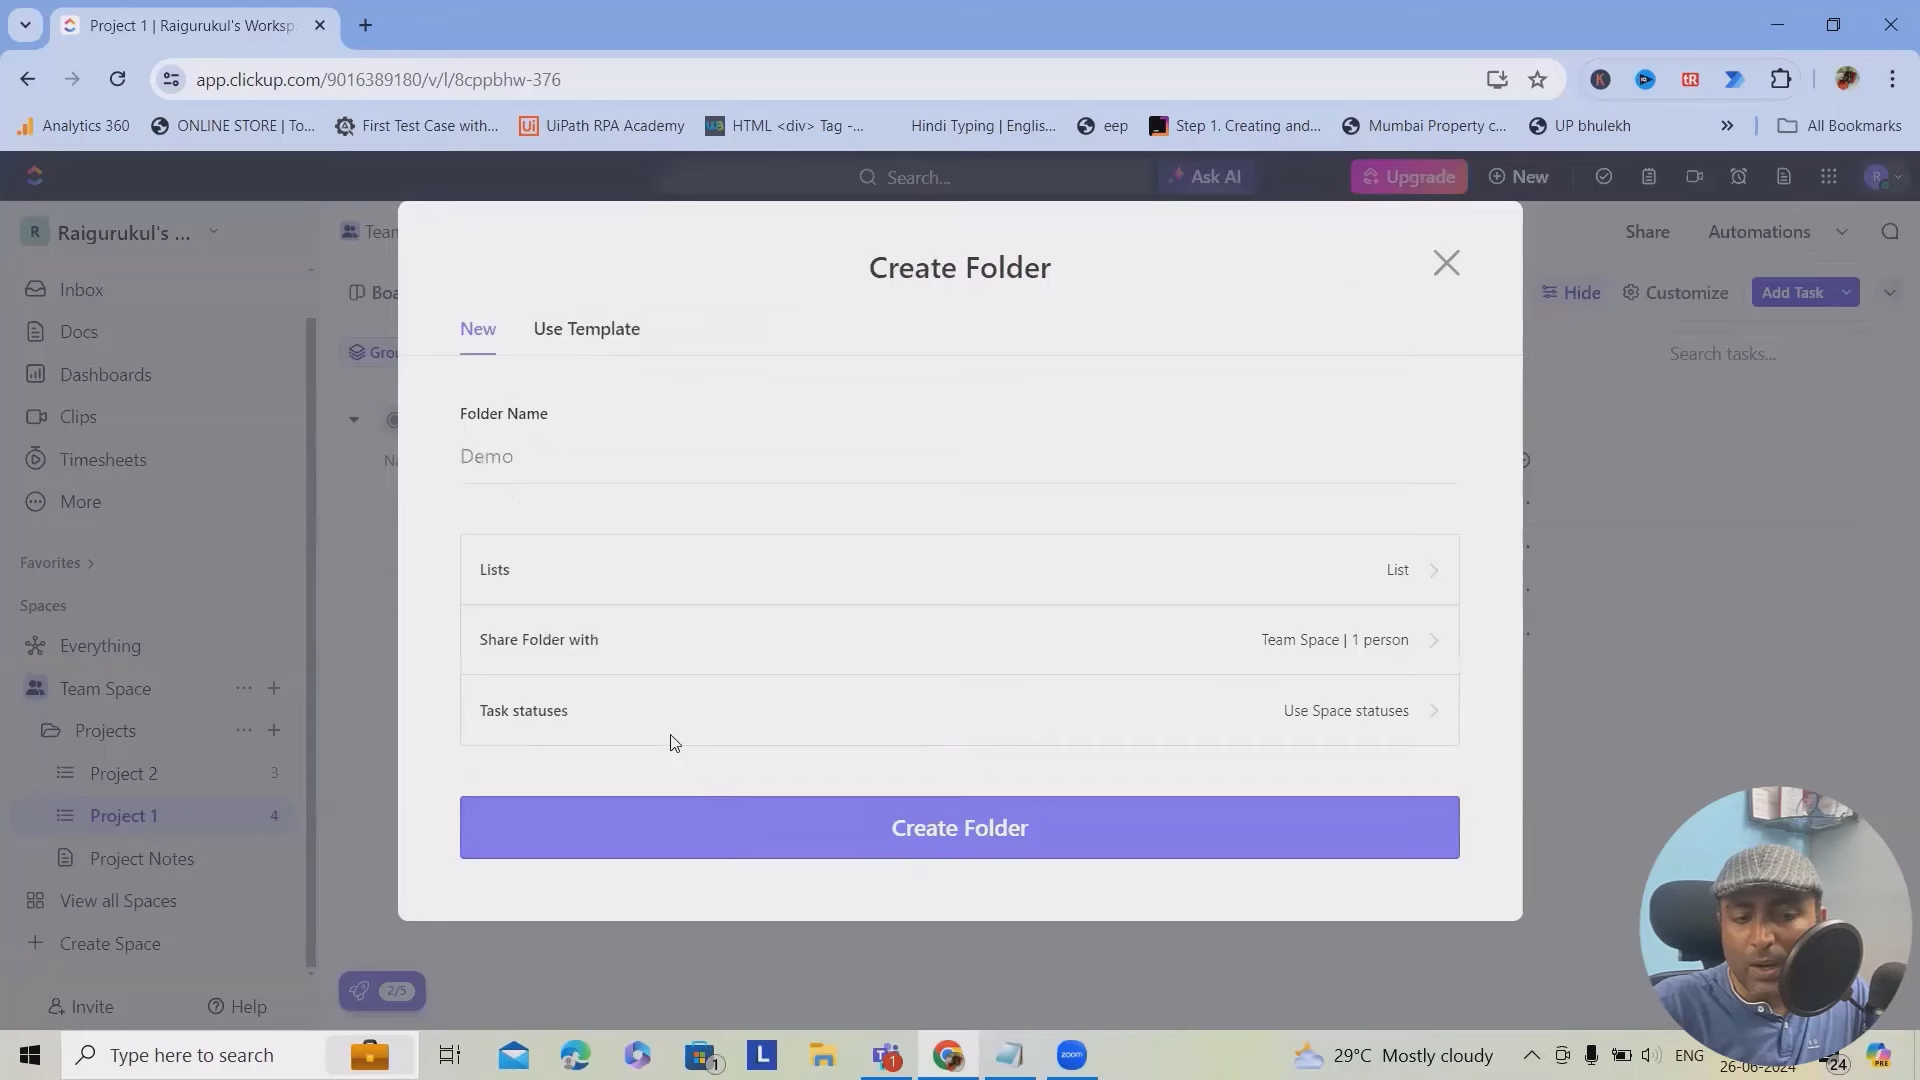 Project 1 | Raigurukul's Worksp
app.clickup.com/9016389180/v/l/8cppbhw-376
Analytics 360
ONLINE STORE | To...
First Test Case with...
UiPath RPA Academy
HTML <div> Tag -...
Hindi Typing | Englis...
eep
Step 1. Creating and...
Mumbai Property c...
UP bhulekh
All Bookmarks
Search...
Ask AI
Upgrade
New
R Raigurukul's ...
Team
Share
Automations
Boa
Hide
Customize
Add Task
Grou
Search tasks...
Inbox
Docs
Dashboards
Clips
Timesheets
More
Favorites
Spaces
Everything
Team Space
Projects
Project 2 3
Project 1 4
Project Notes
View all Spaces
Create Space
Invite
Help
2/5
Na
Create Folder
New
Use Template
Folder Name
Demo
Lists
List
Share Folder with
Team Space | 1 person
Task statuses
Use Space statuses
Create Folder
Type here to search
1
L
1
zoom
29°C Mostly cloudy
ENG
26-06-2024
24
PRE